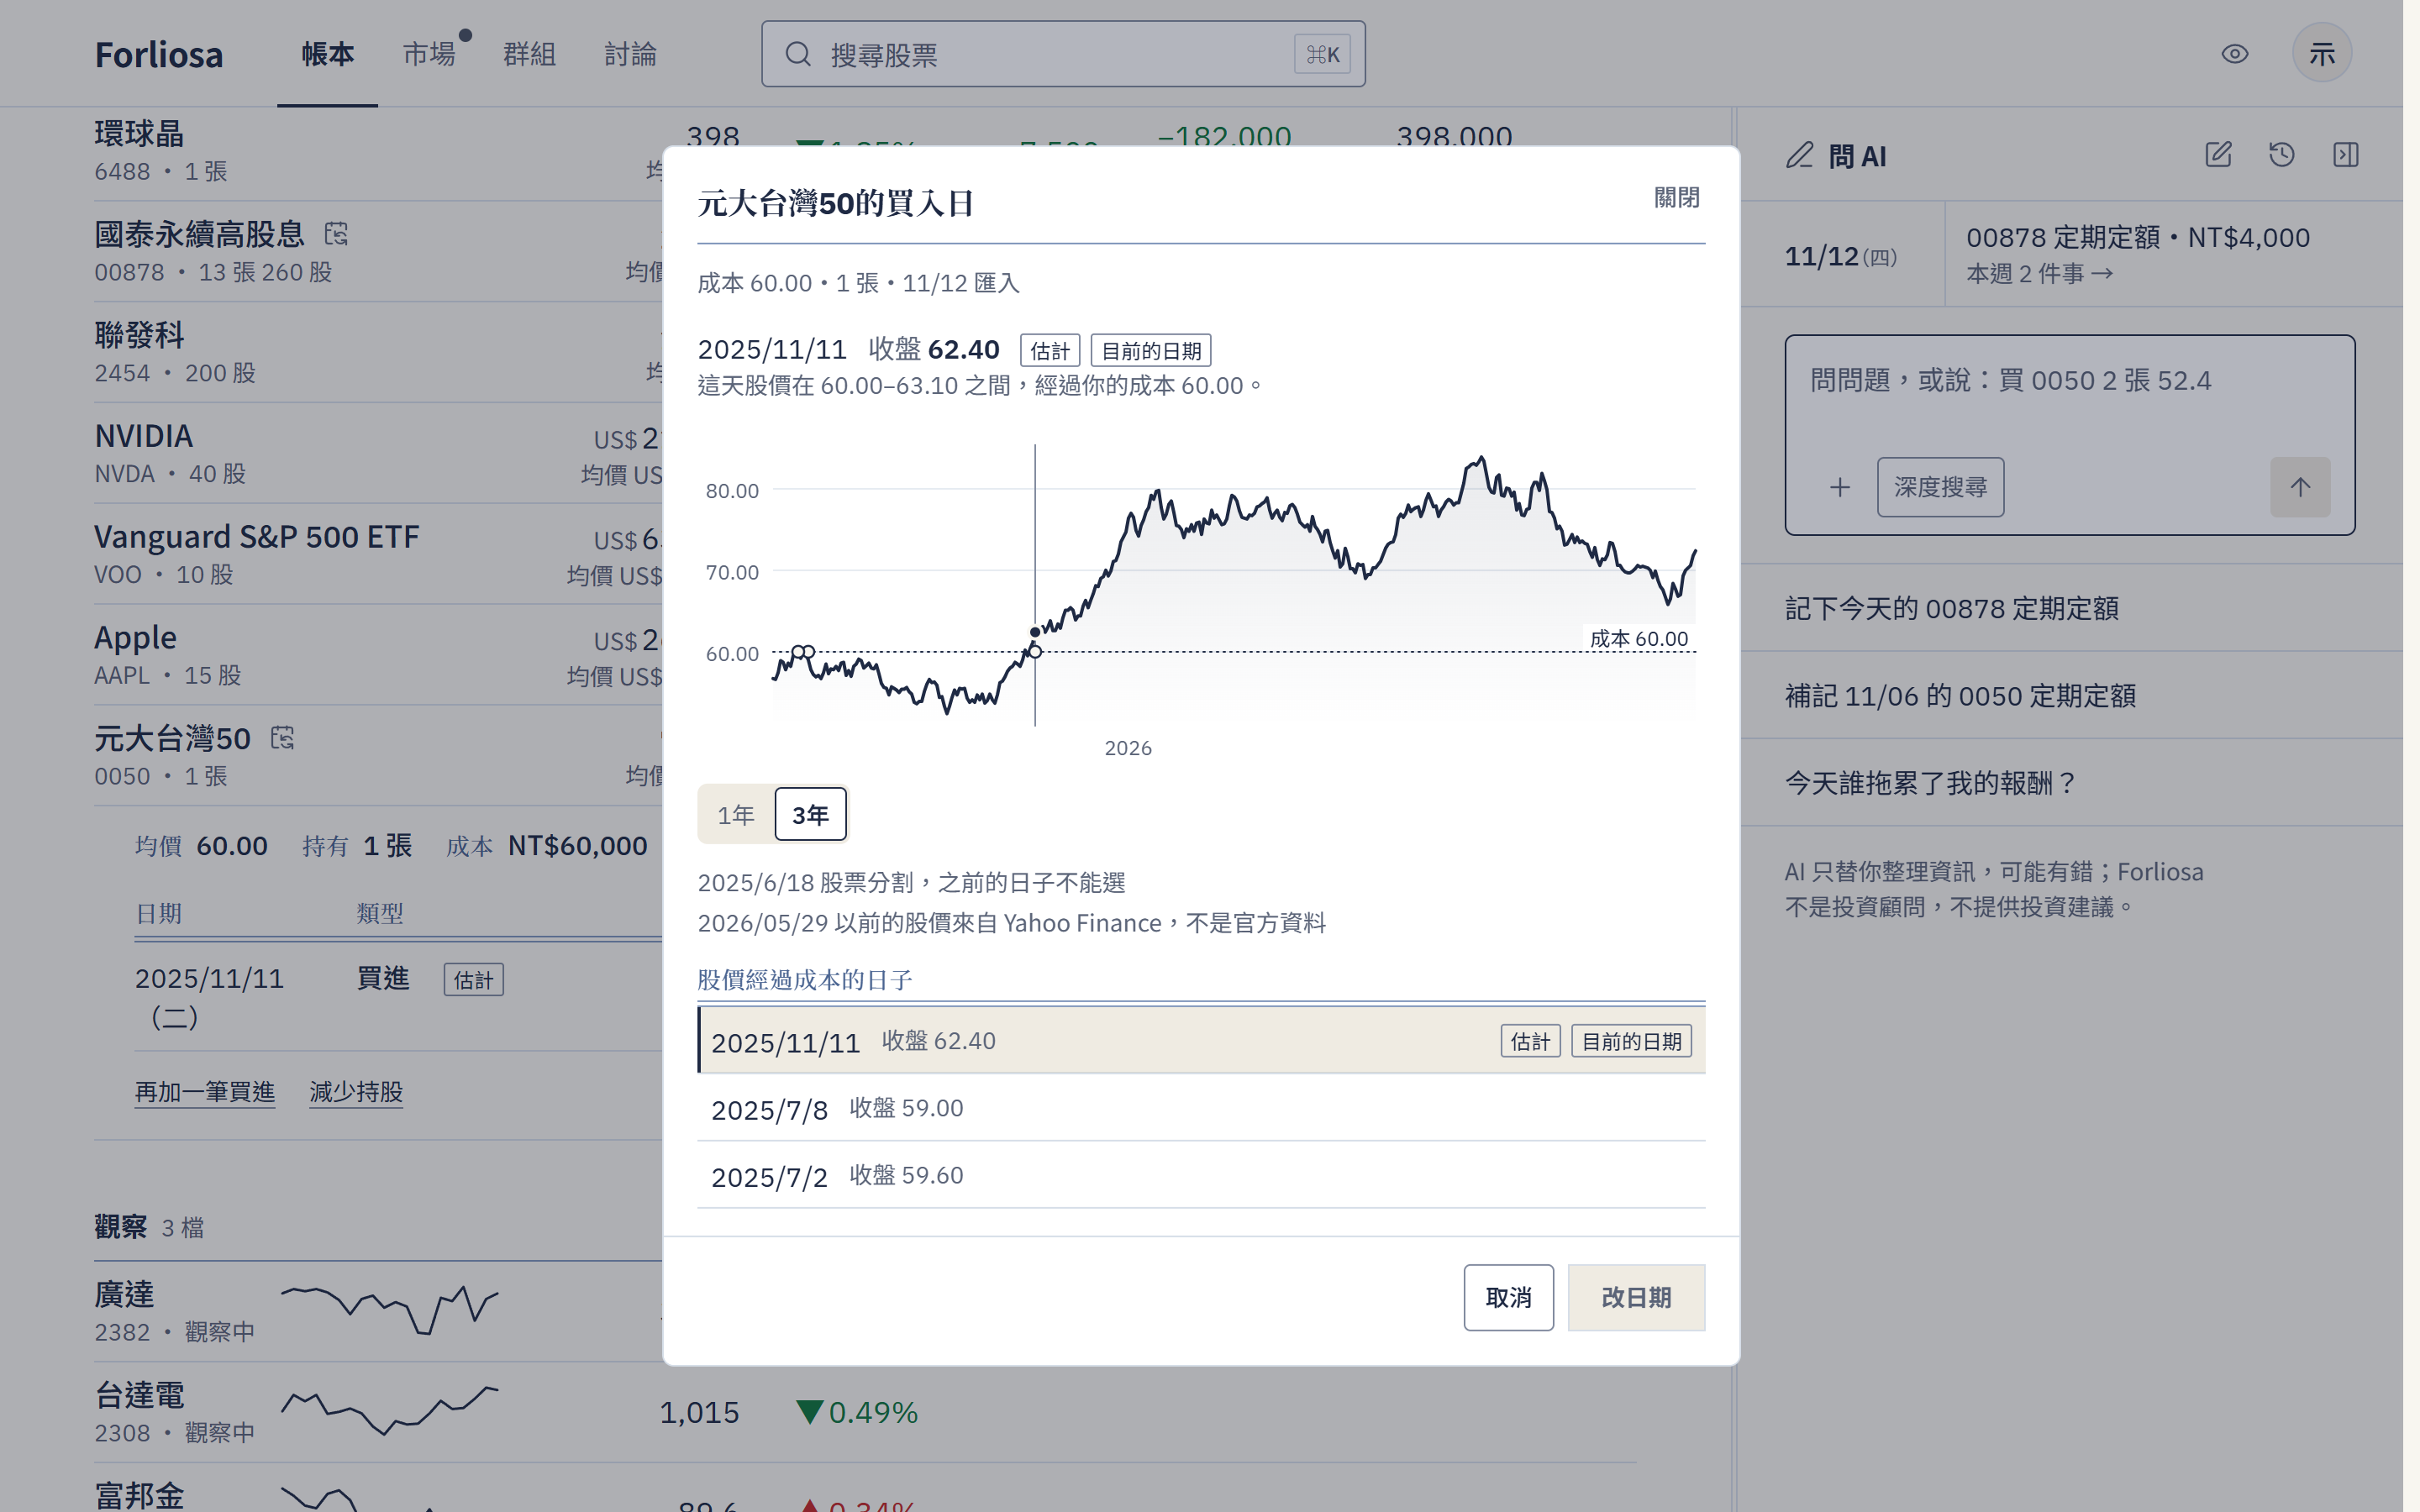 Forliosa
帳本
市場
群組
討論
搜尋股票
⌘K
示
環球晶
6488 · 1 張
398
−182,000
398,000
國泰永續高股息
00878 · 13 張 260 股
聯發科
2454 · 200 股
NVIDIA
NVDA · 40 股
US$
均價 US
Vanguard S&P 500 ETF
VOO · 10 股
US$
均價 US$
Apple
AAPL · 15 股
US$
均價 US$
元大台灣50
0050 · 1 張
均價 60.00 持有 1 張 成本 NT$60,000
日期 類型
2025/11/11
（二）
買進 估計
再加一筆買進 減少持股
觀察 3 檔
廣達
2382 · 觀察中
台達電
2308 · 觀察中
1,015
▼0.49%
富邦金
元大台灣50的買入日
關閉
成本 60.00・1 張・11/12 匯入
2025/11/11 收盤 62.40 估計 目前的日期
這天股價在 60.00–63.10 之間，經過你的成本 60.00。
80.00
70.00
60.00
成本 60.00
2026
1年 3年
2025/6/18 股票分割，之前的日子不能選
2026/05/29 以前的股價來自 Yahoo Finance，不是官方資料
股價經過成本的日子
2025/11/11 收盤 62.40 估計 目前的日期
2025/7/8 收盤 59.00
2025/7/2 收盤 59.60
取消 改日期
問 AI
11/12 (四)
00878 定期定額・NT$4,000
本週 2 件事 →
問問題，或說：買 0050 2 張 52.4
深度搜尋
記下今天的 00878 定期定額
補記 11/06 的 0050 定期定額
今天誰拖累了我的報酬？
AI 只替你整理資訊，可能有錯；Forliosa
不是投資顧問，不提供投資建議。